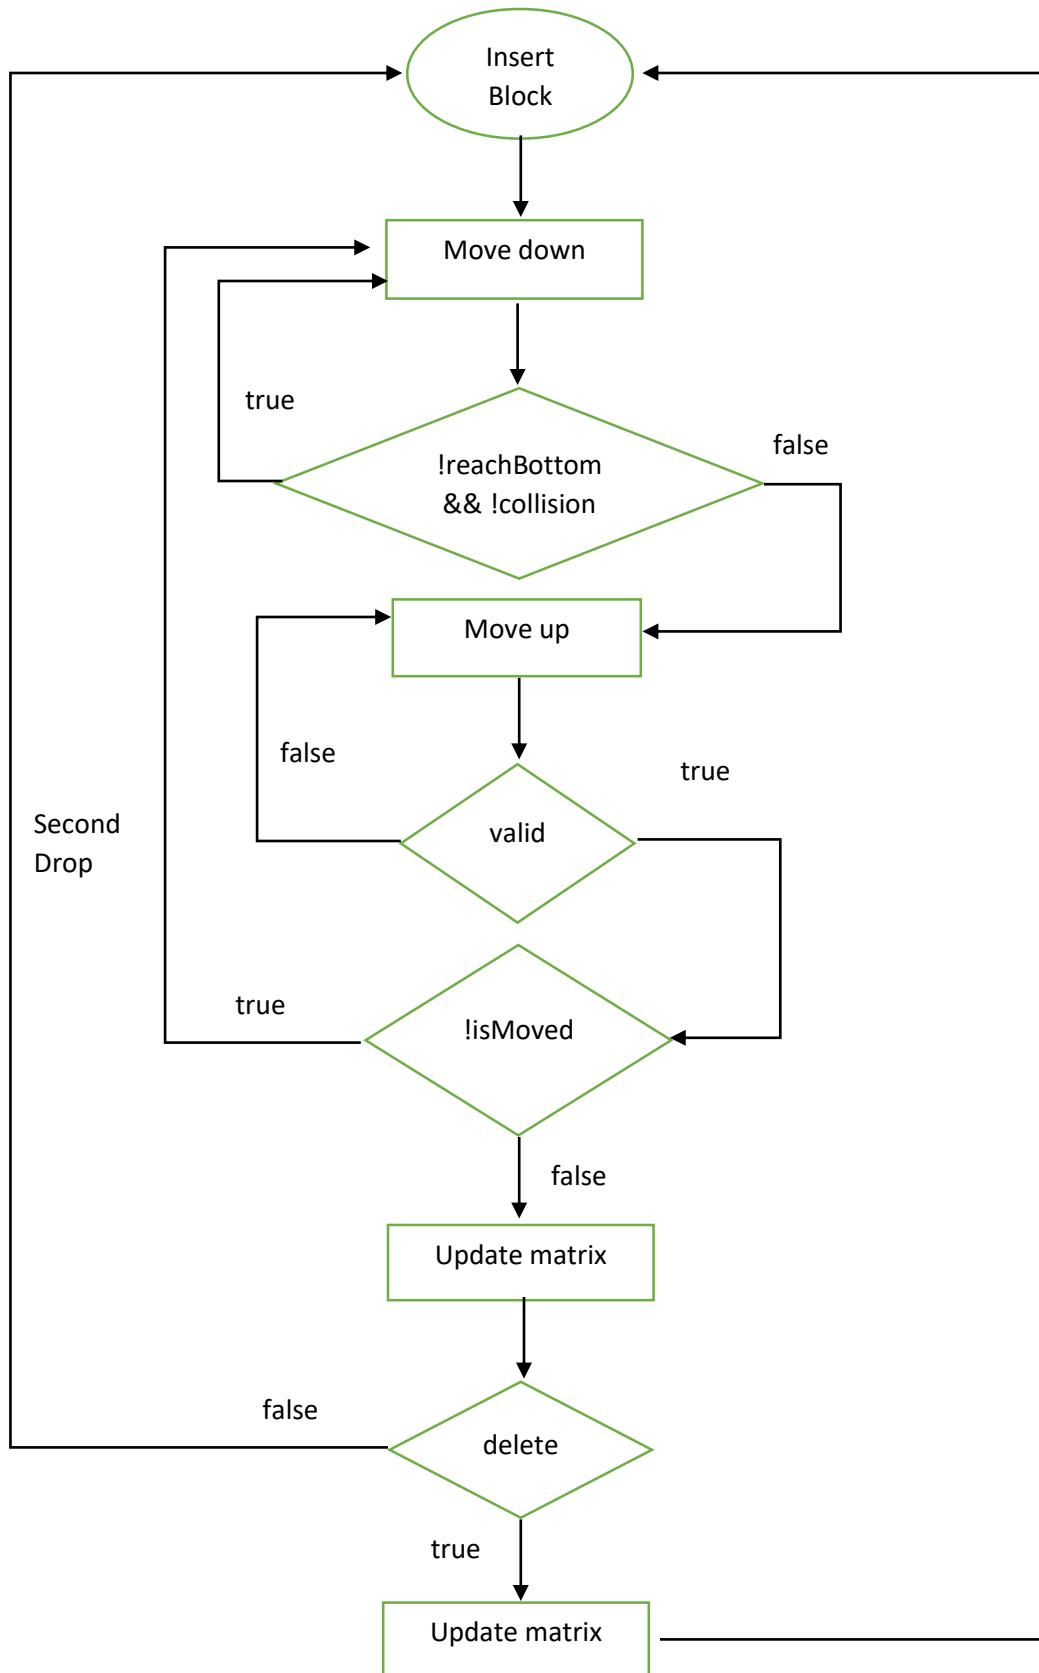 Insert
Block
Move down
true
false
!reachBottom
&& !collision
Move up
false
true
Second
Drop
valid
true
!isMoved
false
Update matrix
false
delete
true
Update matrix